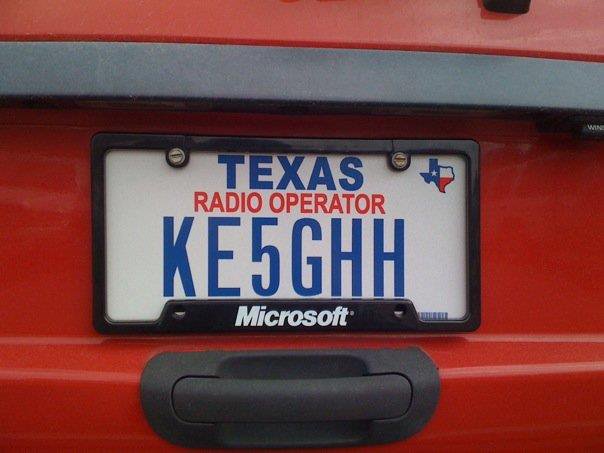 TEXAS
RADIO OPERATOR
KE5GHH
Microsoft